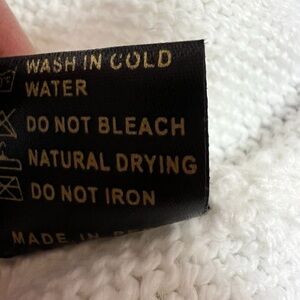 WASH IN COLD
WATER
DO NOT BLEACH
NATURAL DRYING
DO NOT IRON
MADE IN